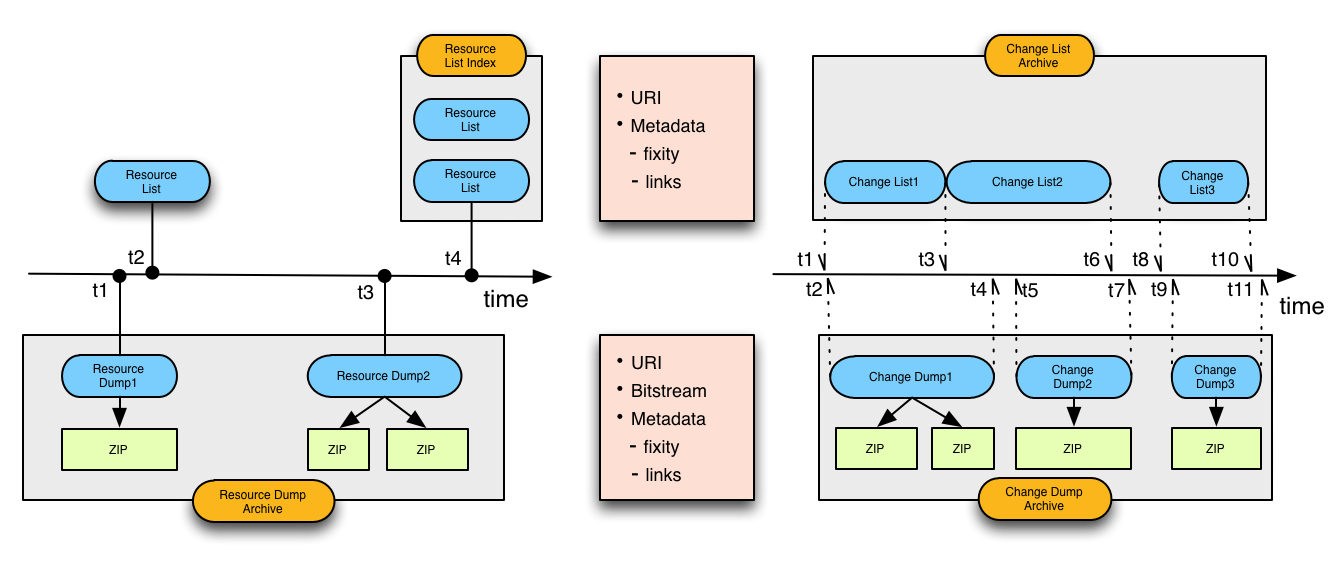 Resource
List Index
Resource
List
Resource
List
Resource
List
t2
t4
t1
t3
time
Resource
Dump1
Resource Dump2
ZIP
ZIP
ZIP
Resource Dump
Archive
• URI
• Metadata
- fixity
- links
• URI
• Bitstream
• Metadata
- fixity
- links
Change List
Archive
Change List1
Change List2
Change
List3
t1
t3
t6
t8
t10
t2
t4
t5
t7
t9
t11
time
Change Dump1
Change
Dump2
Change
Dump3
ZIP
ZIP
ZIP
ZIP
Change Dump
Archive